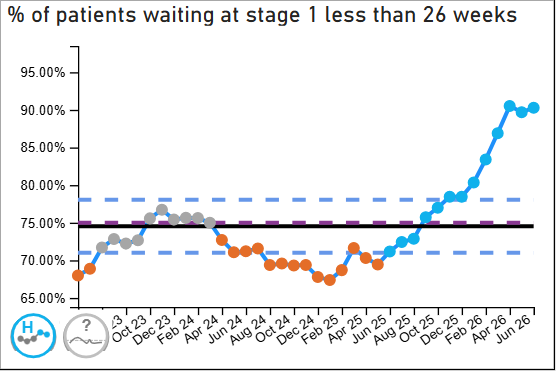 % of patients waiting at stage 1 less than 26 weeks
95.00%
90.00%
85.00%
80.00%
75.00%
70.00%
65.00%
23
Oct 23
Dec 23
Feb 24
Apr 24
Jun 24
Aug 24
Oct 24
Dec 24
Feb 25
Apr 25
Jun 25
Aug 25
Oct 25
Dec 25
Feb 26
Apr 26
Jun 26
H
?